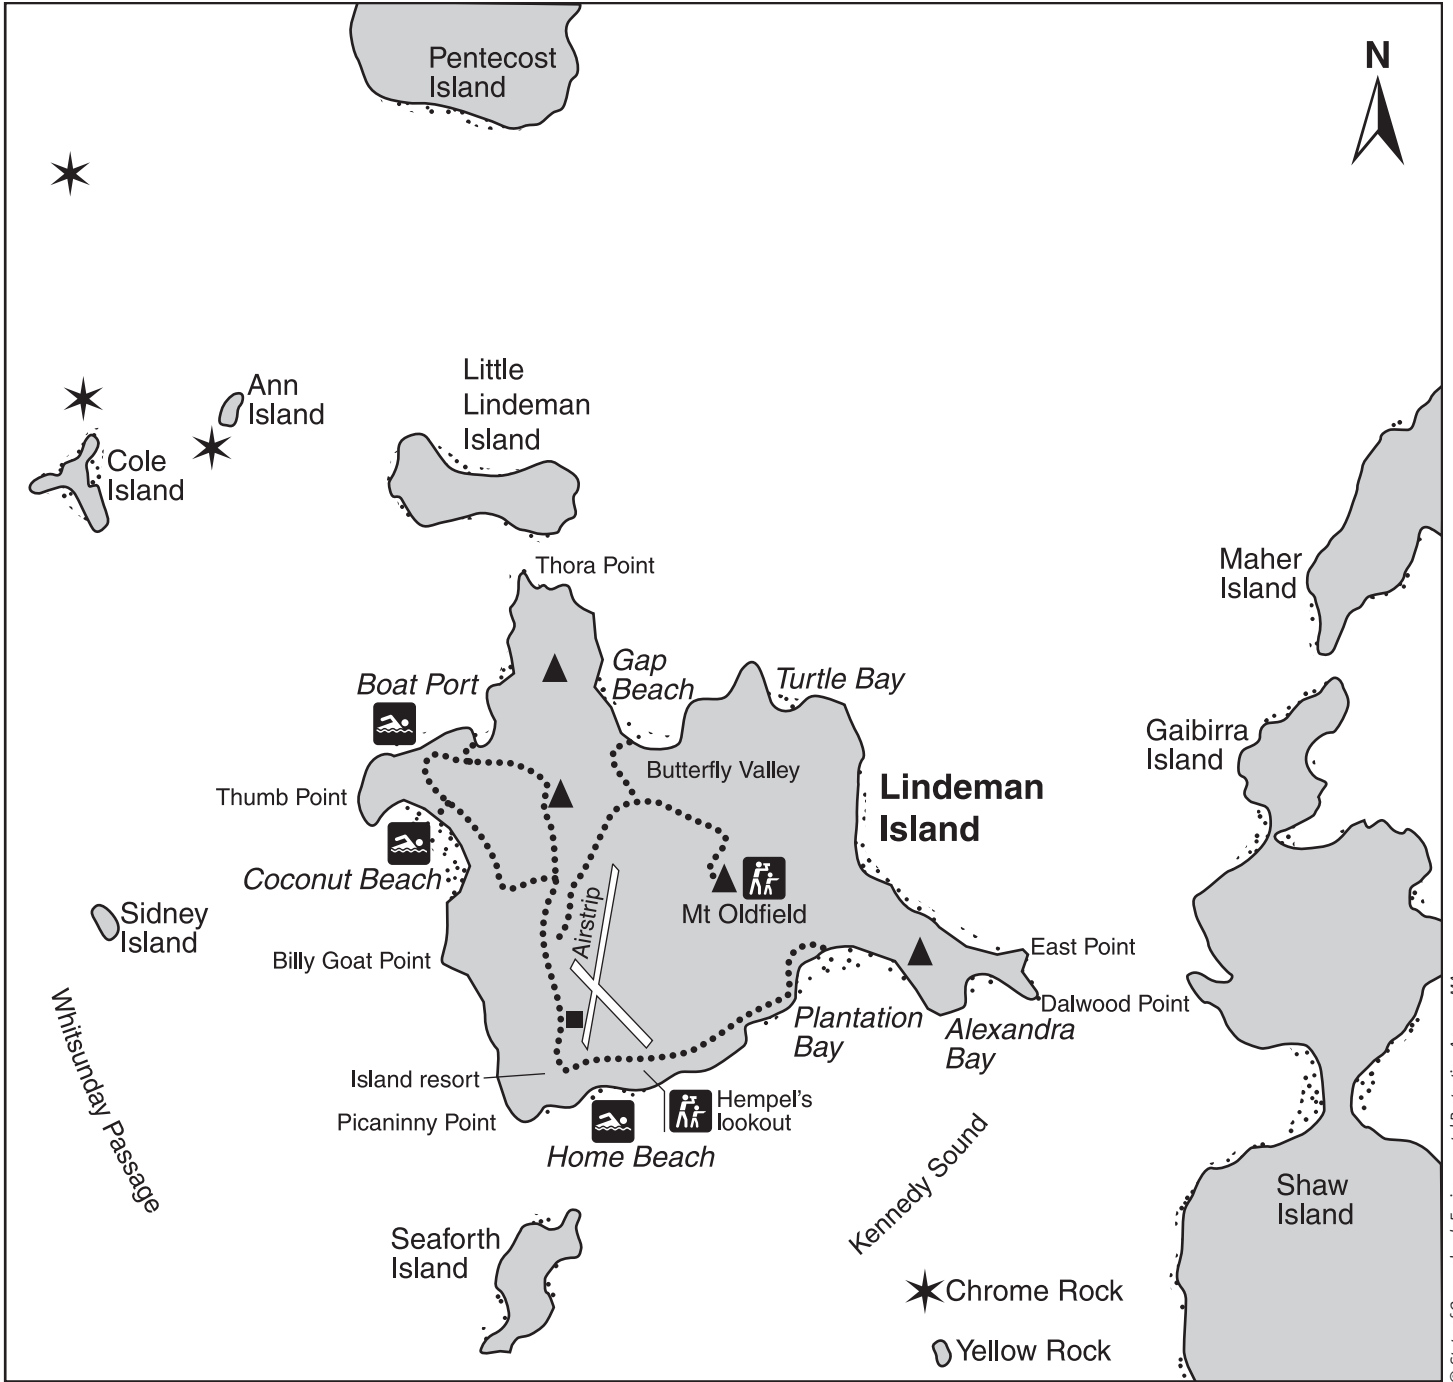 Pentecost
Island
N
Ann
Island
Little
Lindeman
Island
Cole
Island
Thora Point
Maher
Island
Gap
Beach
Turtle Bay
Boat Port
Gaibirra
Island
Butterfly Valley
Thumb Point
Lindeman
Island
Coconut Beach
Airstrip
Mt Oldfield
Sidney
Island
Billy Goat Point
East Point
Dalwood Point
Plantation
Bay
Alexandra
Bay
Whitsunday Passage
Island resort
Picaninny Point
Hempel's
lookout
Home Beach
Kennedy Sound
Shaw
Island
Seaforth
Island
Chrome Rock
Yellow Rock